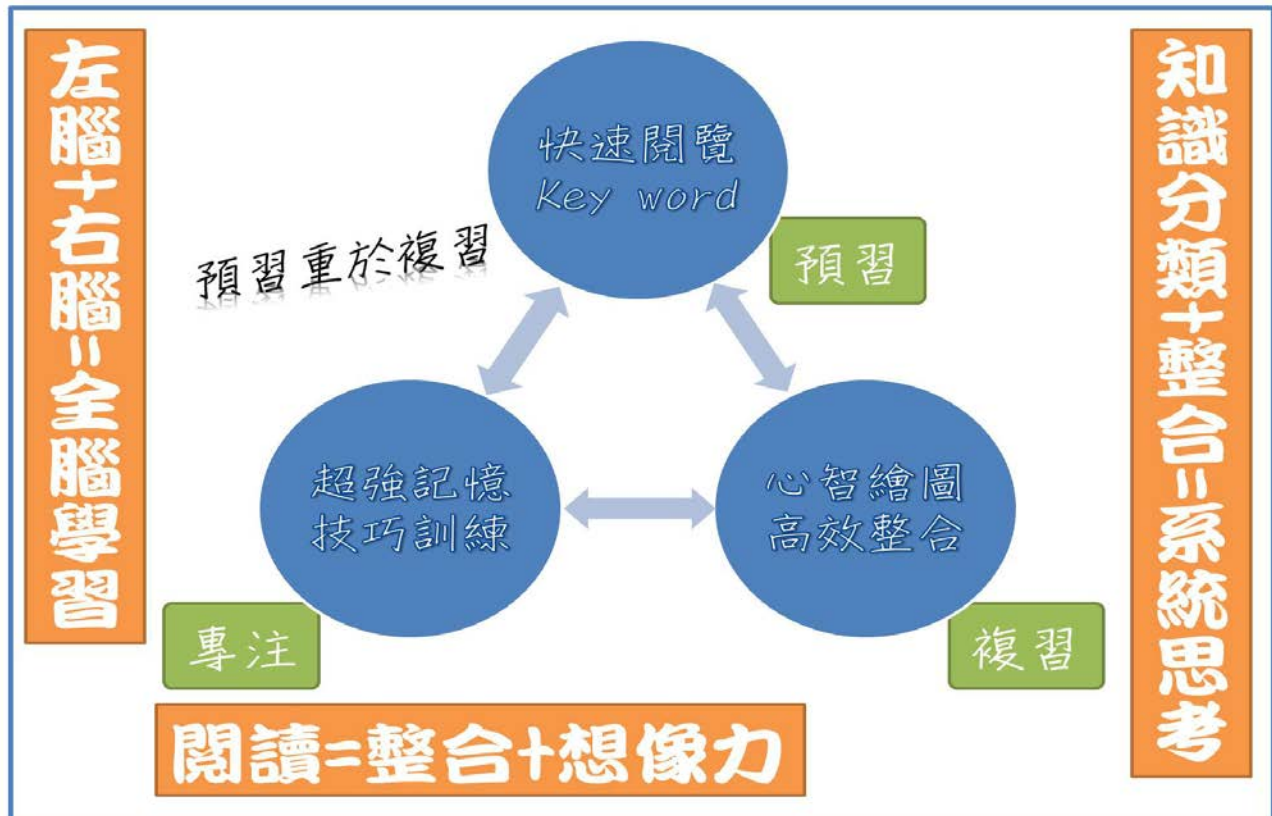 左腦+右腦=全腦學習
快速閱覽
Key word
預習
預習重於複習
超強記憶
技巧訓練
專注
心智繪圖
高效整合
複習
閱讀=整合+想像力
知識分類+整合=系統思考